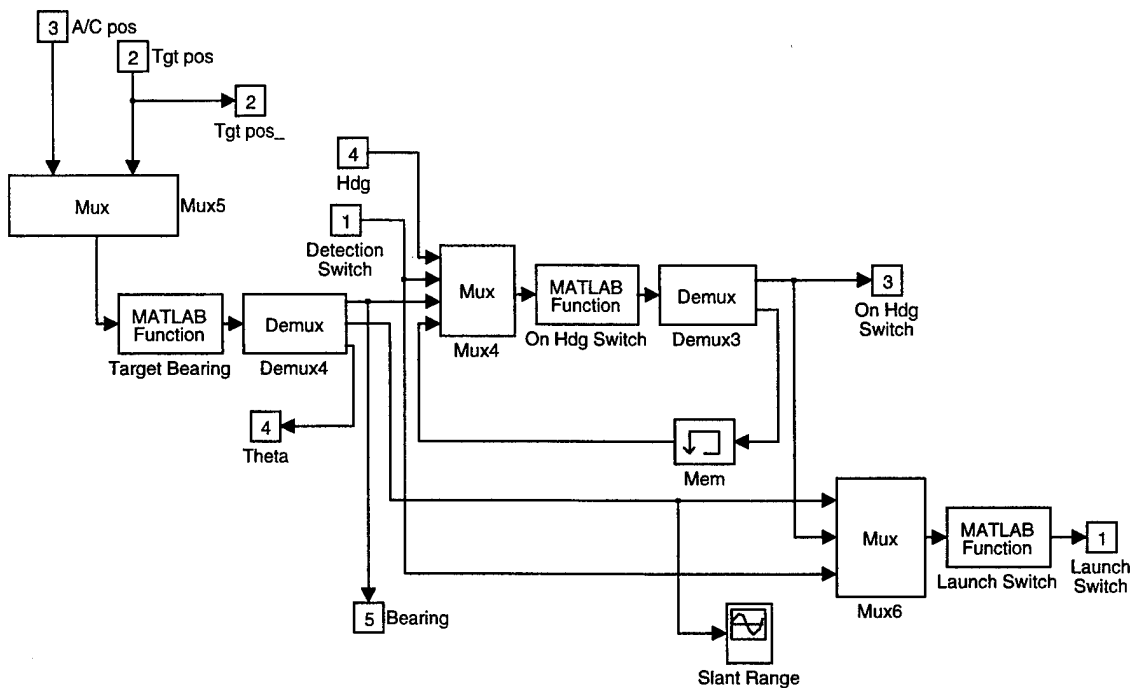 3
A/C pos
2
Tgt pos
2
Tgt pos_
Mux
Mux5
4
Hdg
1
Detection
Switch
Mux
Mux4
MATLAB
Function
On Hdg Switch
Demux
Demux3
3
On Hdg
Switch
MATLAB
Function
Target Bearing
Demux
Demux4
4
Theta
Mem
Mux
Mux6
MATLAB
Function
Launch Switch
1
Launch
Switch
5
Bearing
Slant Range